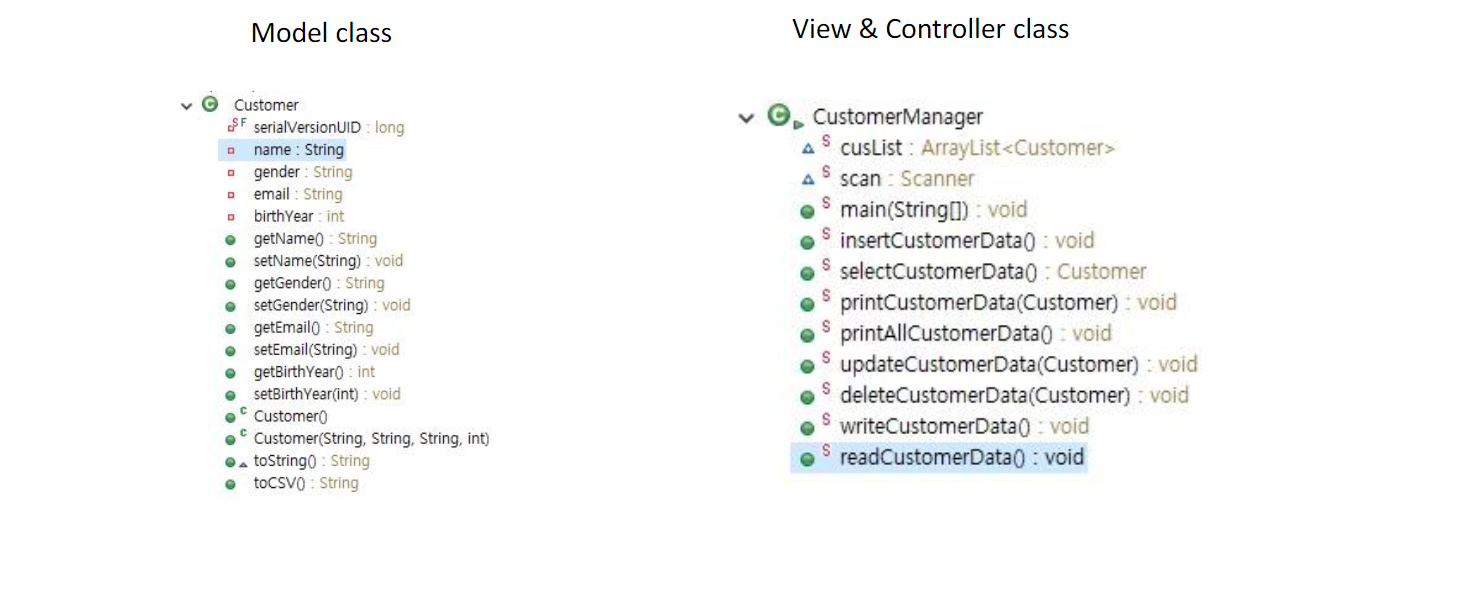 Model class
Customer
serialVersionUID : long
name : String
gender : String
email : String
birthYear : int
getName() : String
setName(String) : void
getGender() : String
setGender(String) : void
getEmail() : String
setEmail(String) : void
getBirthYear() : int
setBirthYear(int) : void
Customer()
Customer(String, String, String, int)
toString() : String
toCSV() : String
View & Controller class
CustomerManager
cusList : ArrayList<Customer>
scan : Scanner
main(String[]) : void
insertCustomerData() : void
selectCustomerData() : Customer
printCustomerData(Customer) : void
printAllCustomerData() : void
updateCustomerData(Customer) : void
deleteCustomerData(Customer) : void
writeCustomerData() : void
readCustomerData() : void